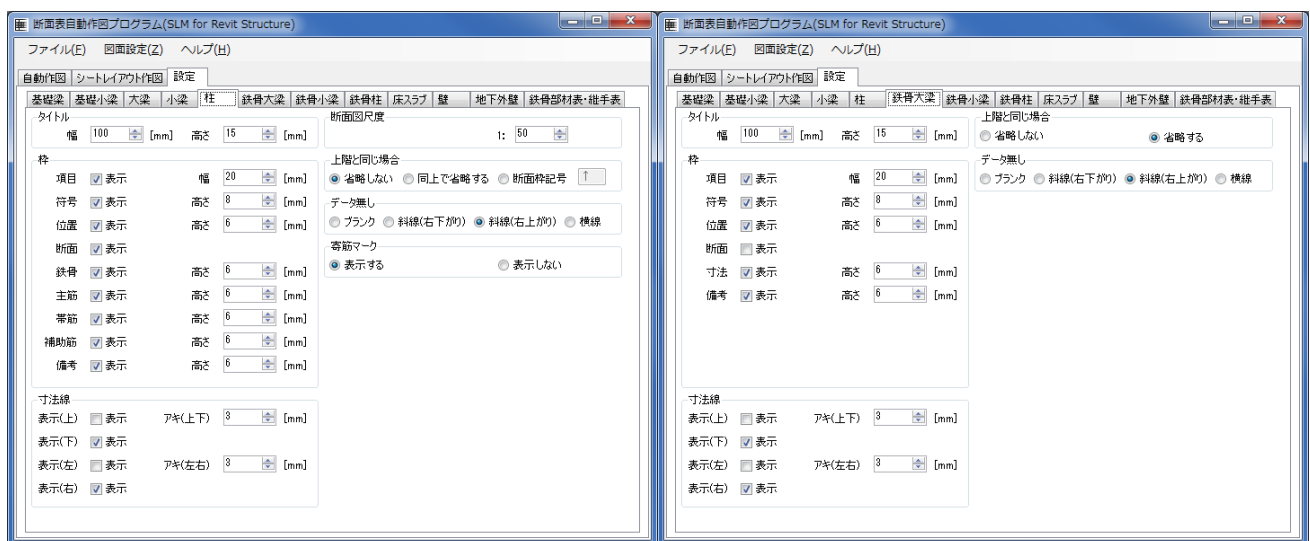 断面表自動作図プログラム(SLM for Revit Structure)
ファイル(F) 図面設定(Z) ヘルプ(H)
自動作図 シートレイアウト作図 設定
基礎梁 基礎小梁 大梁 小梁 柱 鉄骨大梁 鉄骨小梁 鉄骨柱 床スラブ 壁 地下外壁 鉄骨部材表・継手表
タイトル
幅 100 [mm] 高さ 15 [mm]
枠
項目 表示 幅 20 [mm]
符号 表示 高さ 8 [mm]
位置 表示 高さ 6 [mm]
断面 表示
鉄骨 表示 高さ 6 [mm]
主筋 表示 高さ 6 [mm]
帯筋 表示 高さ 6 [mm]
補助筋 表示 高さ 6 [mm]
備考 表示 高さ 6 [mm]
寸法線
表示(上) 表示 アキ(上下) 3 [mm]
表示(下) 表示
表示(左) 表示 アキ(左右) 3 [mm]
表示(右) 表示
断面図尺度
1: 50
上階と同じ場合
省略しない 同上で省略する 断面枠記号 ↑
データ無し
ブランク 斜線(右下がり) 斜線(右上がり) 横線
寄筋マーク
表示する 表示しない
断面表自動作図プログラム(SLM for Revit Structure)
ファイル(F) 図面設定(Z) ヘルプ(H)
自動作図 シートレイアウト作図 設定
基礎梁 基礎小梁 大梁 小梁 柱 鉄骨大梁 鉄骨小梁 鉄骨柱 床スラブ 壁 地下外壁 鉄骨部材表・継手表
タイトル
幅 100 [mm] 高さ 15 [mm]
枠
項目 表示 幅 20 [mm]
符号 表示 高さ 8 [mm]
位置 表示 高さ 6 [mm]
断面 表示
寸法 表示 高さ 6 [mm]
備考 表示 高さ 6 [mm]
寸法線
表示(上) 表示 アキ(上下) 3 [mm]
表示(下) 表示
表示(左) 表示 アキ(左右) 3 [mm]
表示(右) 表示
上階と同じ場合
省略しない 省略する
データ無し
ブランク 斜線(右下がり) 斜線(右上がり) 横線